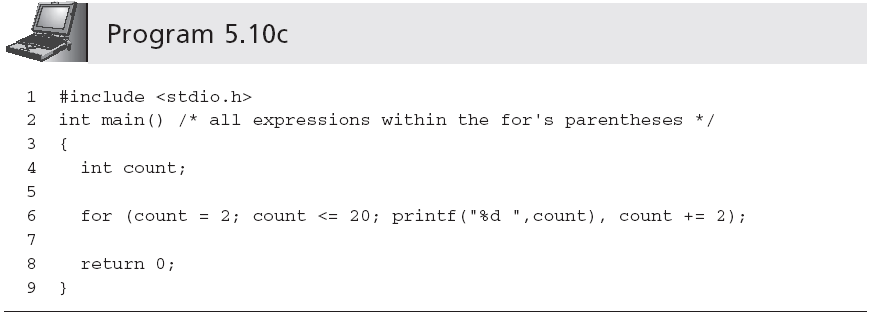 Program 5.10c
1 #include <stdio.h>
2 int main() /* all expressions within the for's parentheses */
3 {
4   int count;
5
6   for (count = 2; count <= 20; printf("%d ",count), count += 2);
7
8   return 0;
9 }